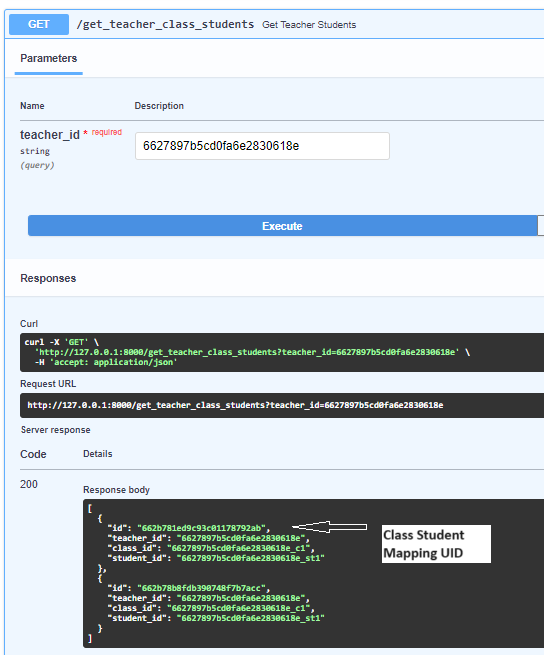 GET /get_teacher_class_students Get Teacher Students
Parameters
Name Description
teacher_id * required
string
(query)
6627897b5cd0fa6e2830618e
Execute
Responses
Curl
curl -X 'GET' \
'http://127.0.0.1:8000/get_teacher_class_students?teacher_id=6627897b5cd0fa6e2830618e' \
-H 'accept: application/json'
Request URL
http://127.0.0.1:8000/get_teacher_class_students?teacher_id=6627897b5cd0fa6e2830618e
Server response
Code Details
200
Response body
[
{
"id": "662b781ed9c93c01178792ab",
"teacher_id": "6627897b5cd0fa6e2830618e",
"class_id": "6627897b5cd0fa6e2830618e_c1",
"student_id": "6627897b5cd0fa6e2830618e_st1"
},
{
"id": "662b78b8fdb390748f7b7acc",
"teacher_id": "6627897b5cd0fa6e2830618e",
"class_id": "6627897b5cd0fa6e2830618e_c1",
"student_id": "6627897b5cd0fa6e2830618e_st1"
}
]
Class Student
Mapping UID